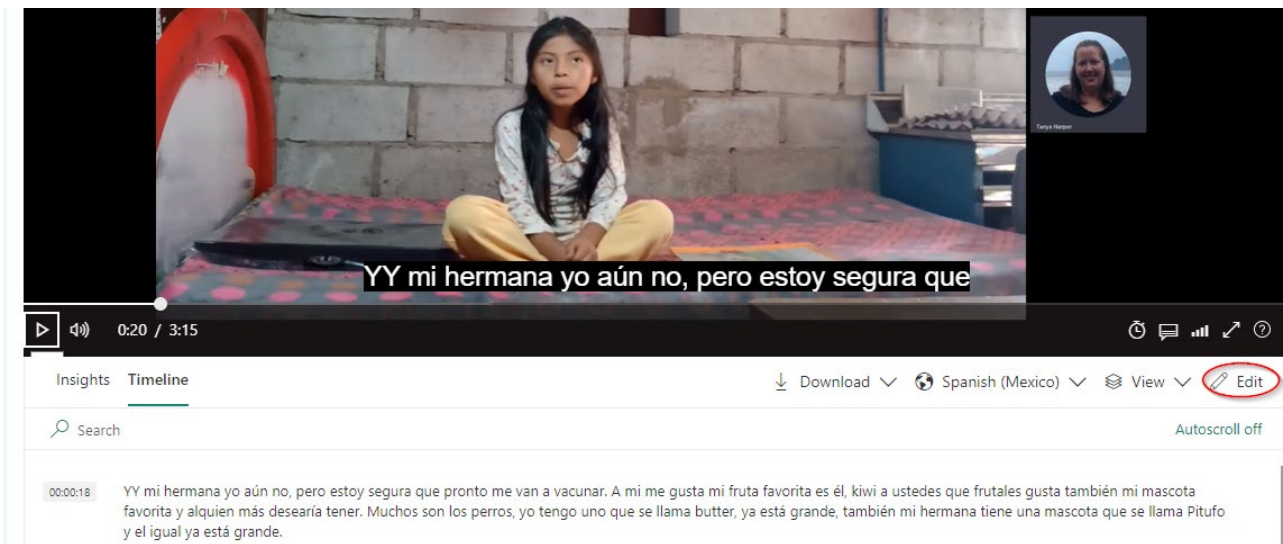 Tanya Harper
YY mi hermana yo aún no, pero estoy segura que
0:20 / 3:15
Insights Timeline Download Spanish (Mexico) View Edit
Search Autoscroll off
00:00:18 YY mi hermana yo aún no, pero estoy segura que pronto me van a vacunar. A mi me gusta mi fruta favorita es él, kiwi a ustedes que frutales gusta también mi mascota
favorita y alquien más desearía tener. Muchos son los perros, yo tengo uno que se llama butter, ya está grande, también mi hermana tiene una mascota que se llama Pitufo
y el igual ya está grande.